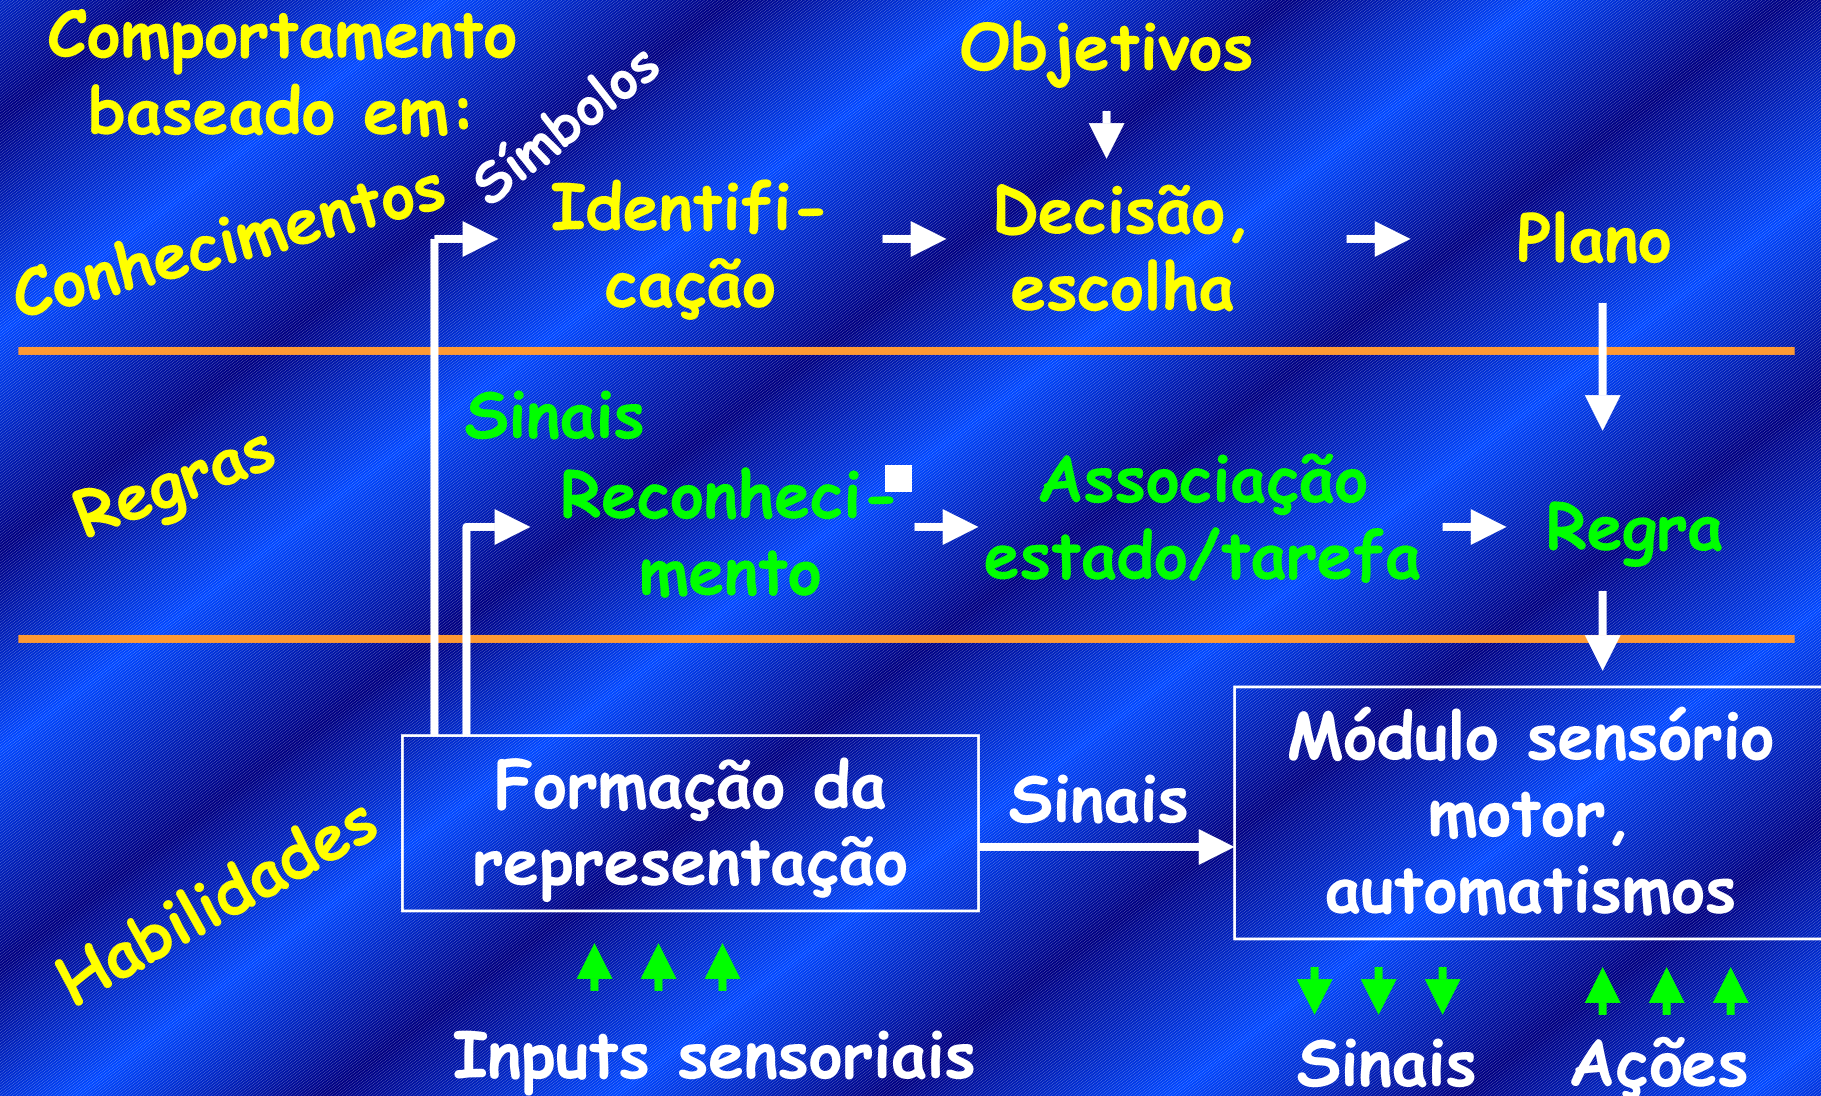 Comportamento
baseado em:
Símbolos
Objetivos
Conhecimentos
Identifi-
cação
Decisão,
escolha
Plano
Regras
Sinais
Reconheci-
mento
Associação
estado/tarefa
Regra
Habilidades
Formação da
representação
Sinais
Módulo sensório
motor,
automatismos
Inputs sensoriais
Sinais
Ações